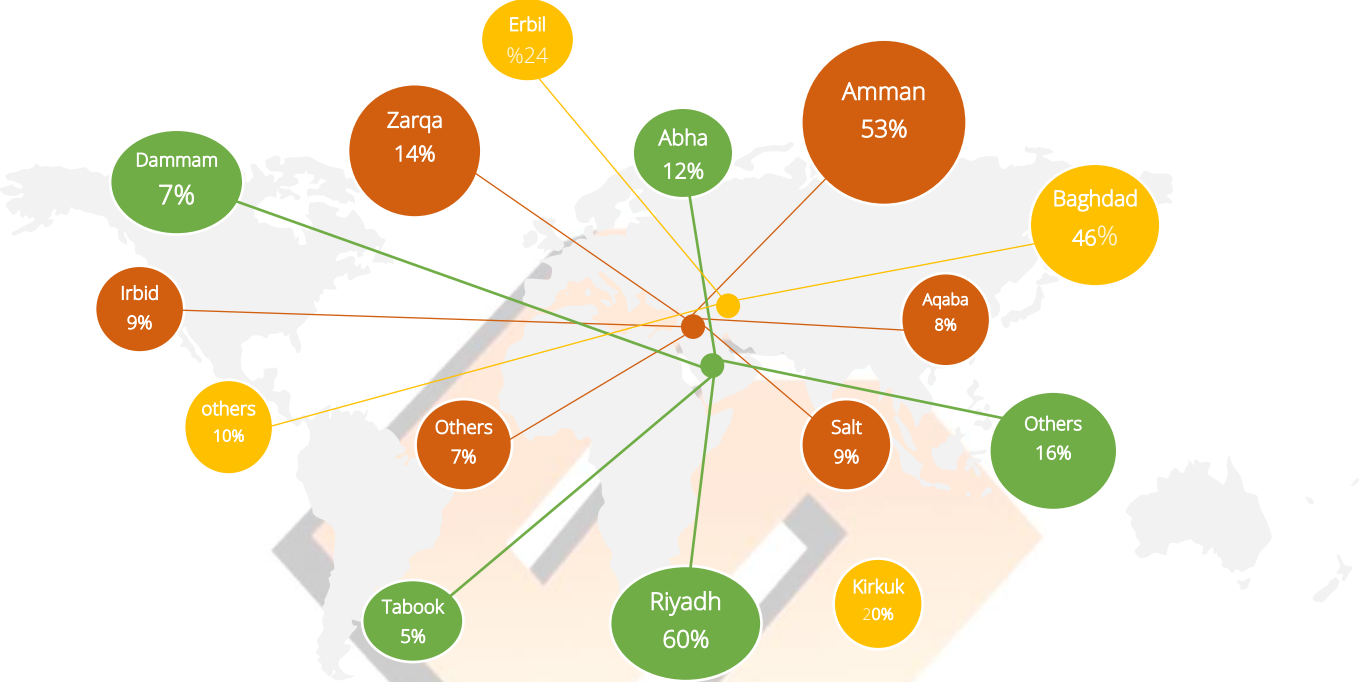 Erbil
%24
Amman
53%
Zarqa
14%
Abha
12%
Dammam
7%
Baghdad
46%
Irbid
9%
Aqaba
8%
others
10%
Others
7%
Salt
9%
Others
16%
Kirkuk
20%
Tabook
5%
Riyadh
60%